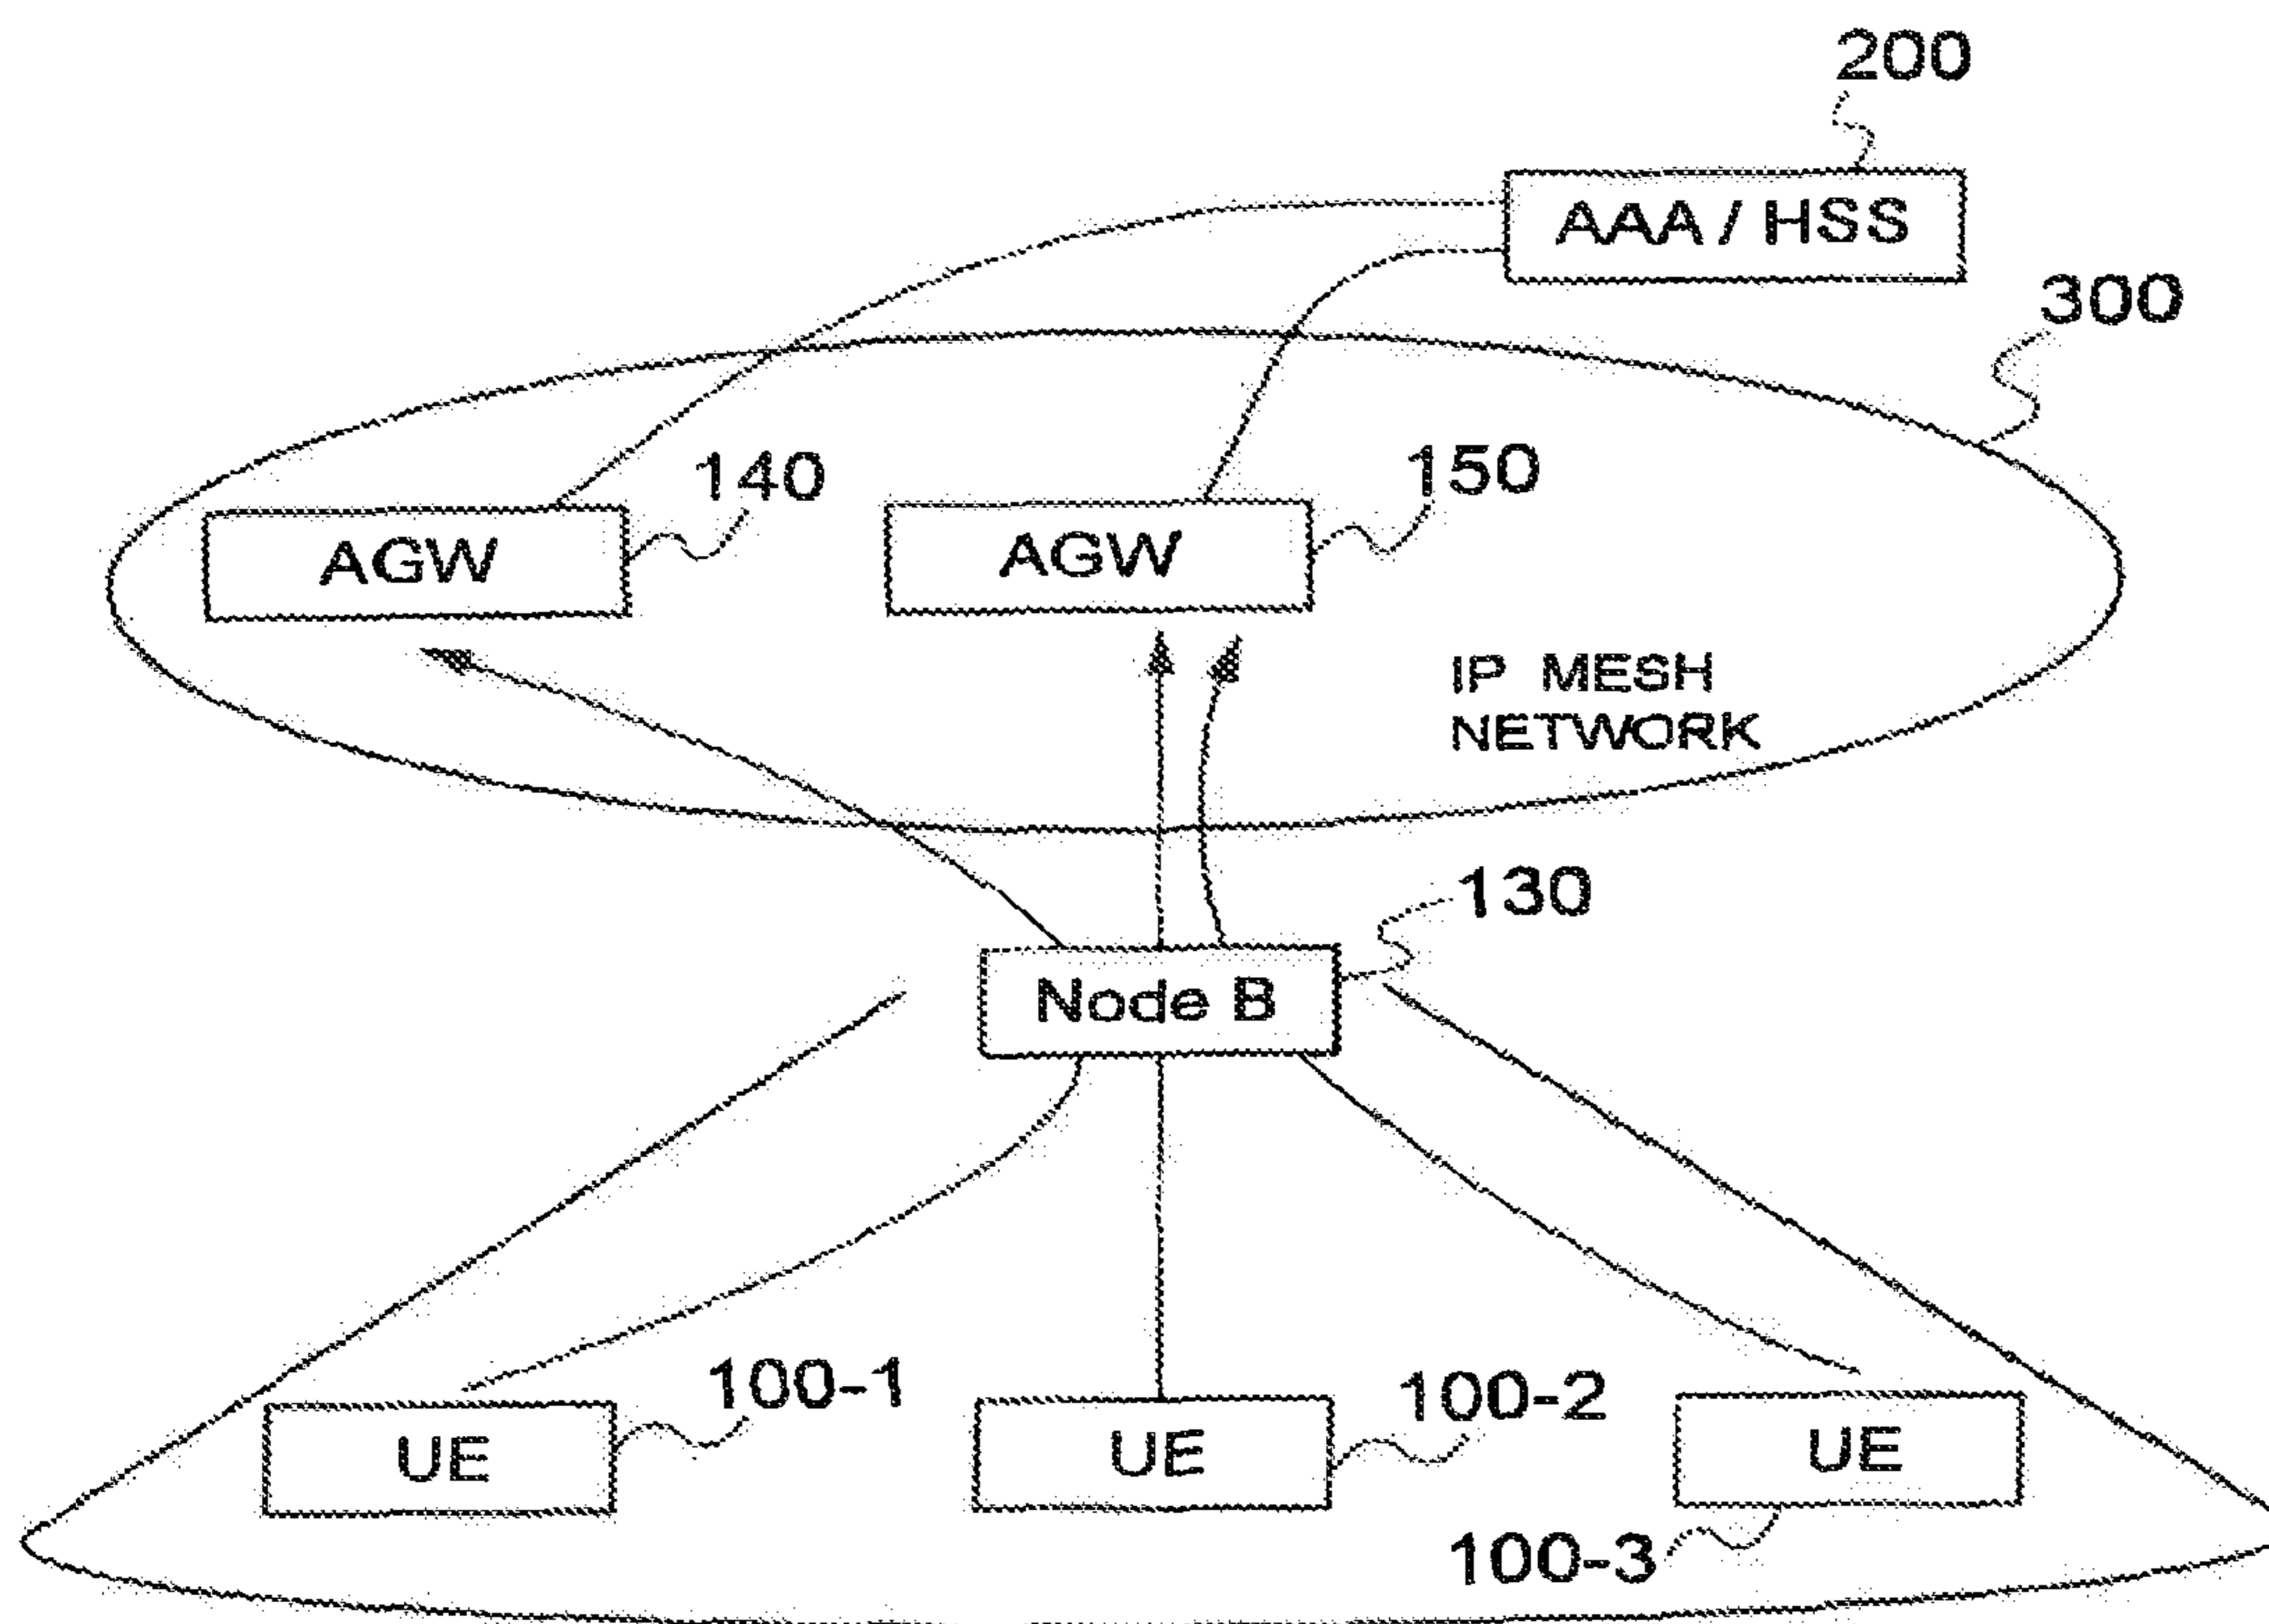 200
AAA / HSS
300
140
150
AGW
AGW
IP MESH
NETWORK
130
Node B
100-1
100-2
UE
UE
UE
100-3